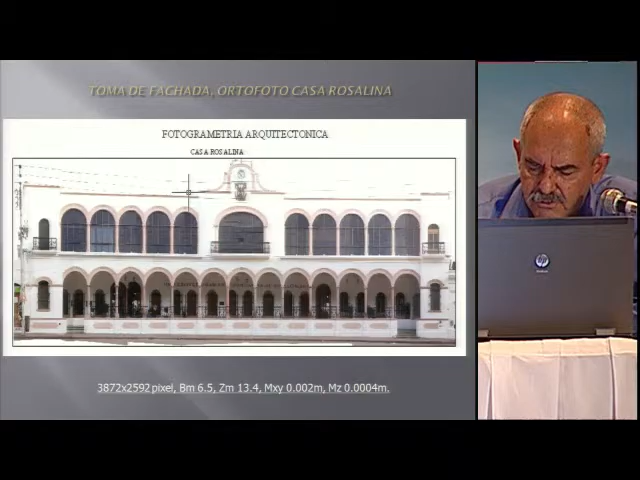 TOMA DE FACHADA, ORTOFOTO CASA ROSALINA
FOTOGRAMETRIA ARQUITECTONICA
CASA ROSALINA
3872x2592 pixel, Bm 6.5, Zm 13.4, Mxy 0.002m, Mz 0.0004m.
hp